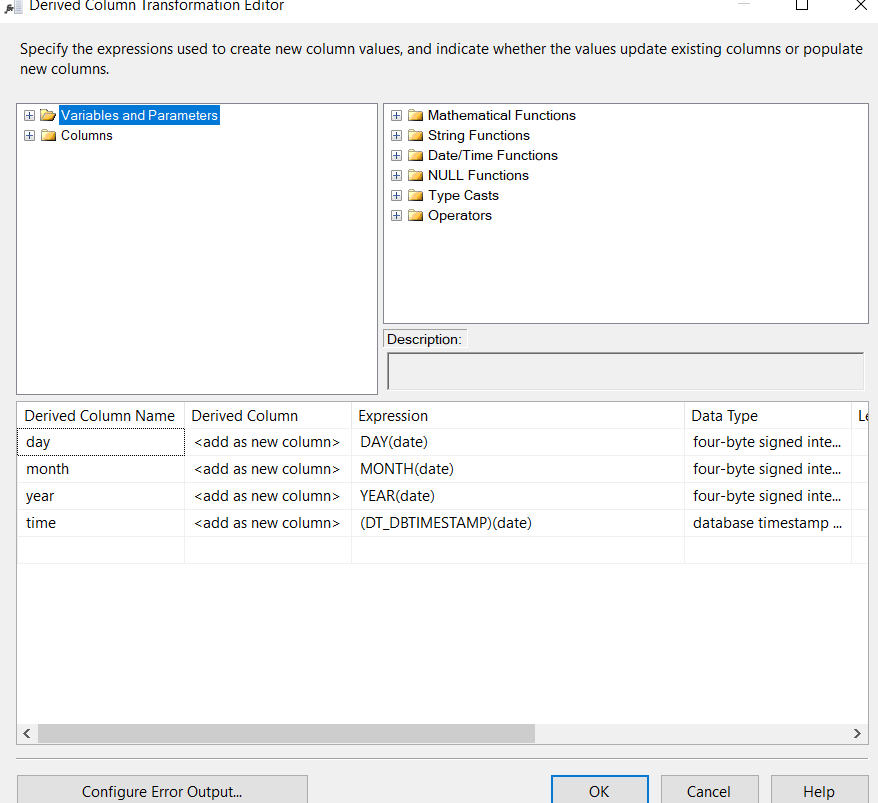 Derived Column Transformation Editor
Specify the expressions used to create new column values, and indicate whether the values update existing columns or populate
new columns.
Variables and Parameters
Columns
Mathematical Functions
String Functions
Date/Time Functions
NULL Functions
Type Casts
Operators
Description:
Derived Column Name Derived Column Expression Data Type Le
day <add as new column> DAY(date) four-byte signed inte...
month <add as new column> MONTH(date) four-byte signed inte...
year <add as new column> YEAR(date) four-byte signed inte...
time <add as new column> (DT_DBTIMESTAMP)(date) database timestamp ...
Configure Error Output... OK Cancel Help